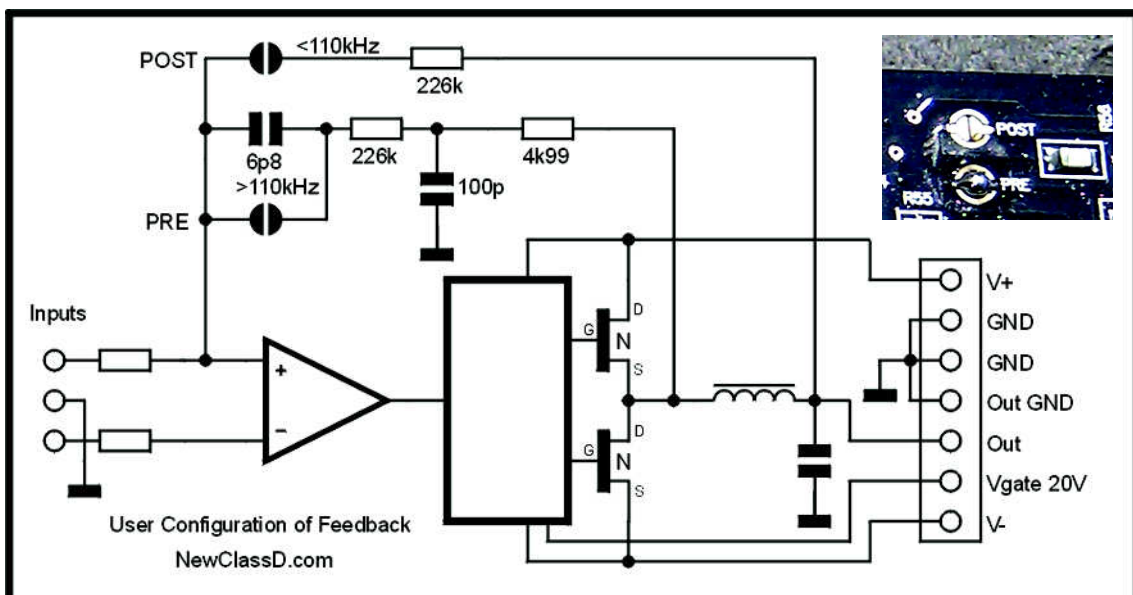 POST
<110kHz
226k
6p8
>110kHz
226k
4k99
100p
PRE
POST
PRE
R55
Inputs
+
−
G
D
N
S
G
D
N
S
V+
GND
GND
Out GND
Out
Vgate 20V
V-
User Configuration of Feedback
NewClassD.com